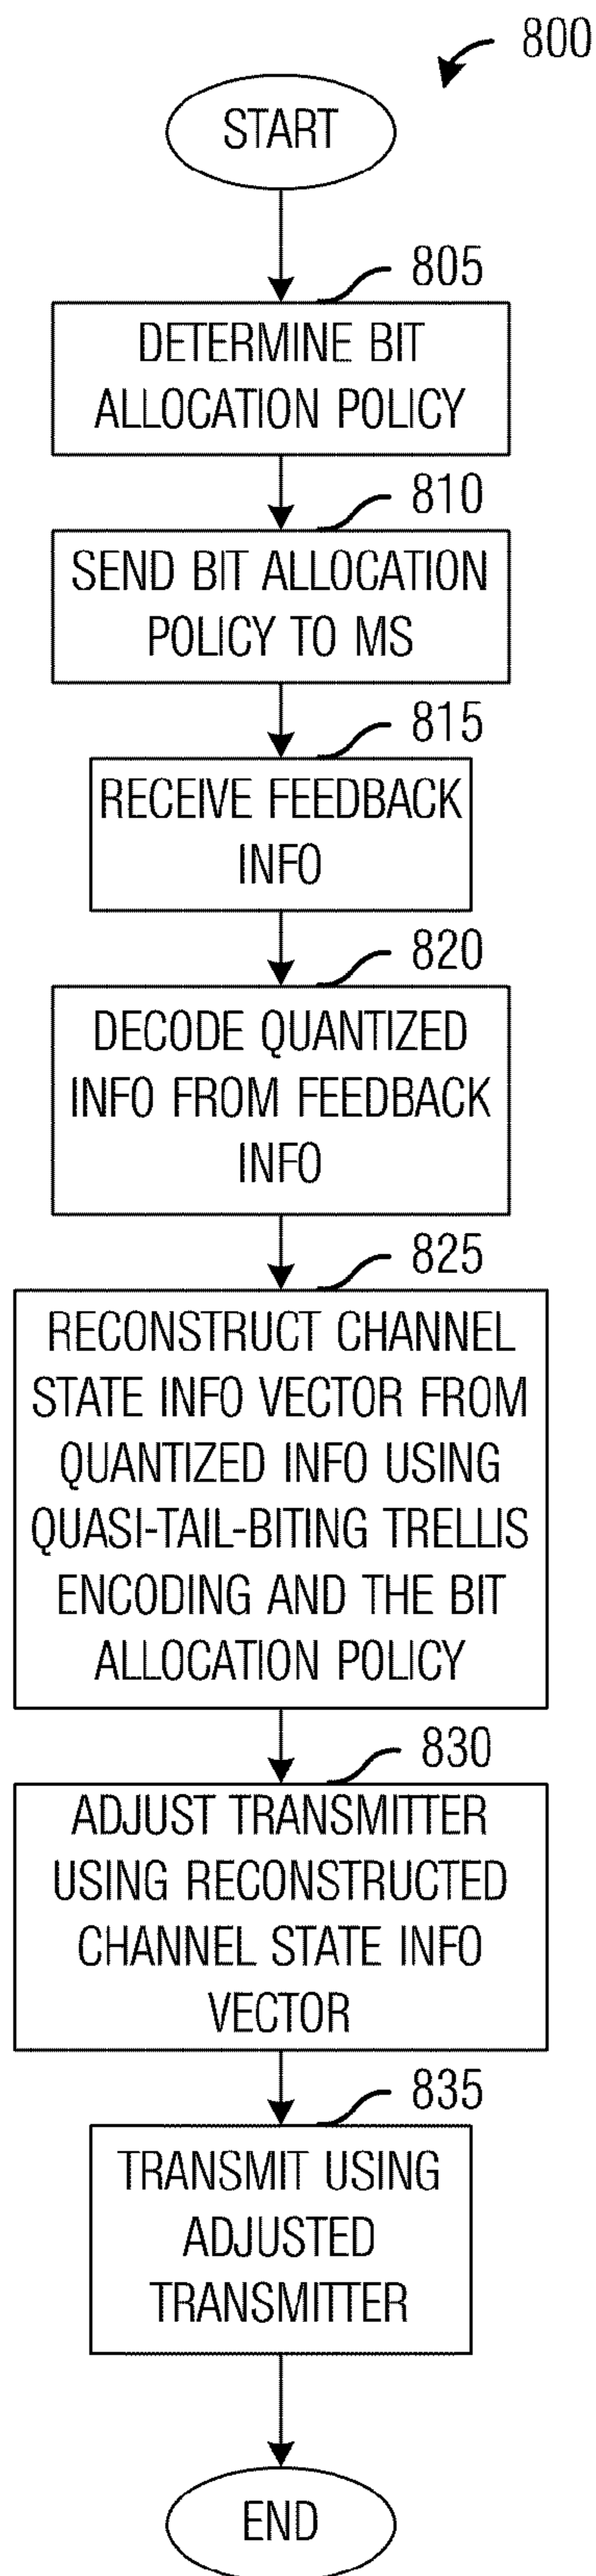 800
START
805
DETERMINE BIT
ALLOCATION POLICY
810
SEND BIT ALLOCATION
POLICY TO MS
815
RECEIVE FEEDBACK
INFO
820
DECODE QUANTIZED
INFO FROM FEEDBACK
INFO
825
RECONSTRUCT CHANNEL
STATE INFO VECTOR FROM
QUANTIZED INFO USING
QUASI-TAIL-BITING TRELLIS
ENCODING AND THE BIT
ALLOCATION POLICY
830
ADJUST TRANSMITTER
USING RECONSTRUCTED
CHANNEL STATE INFO
VECTOR
835
TRANSMIT USING
ADJUSTED
TRANSMITTER
END